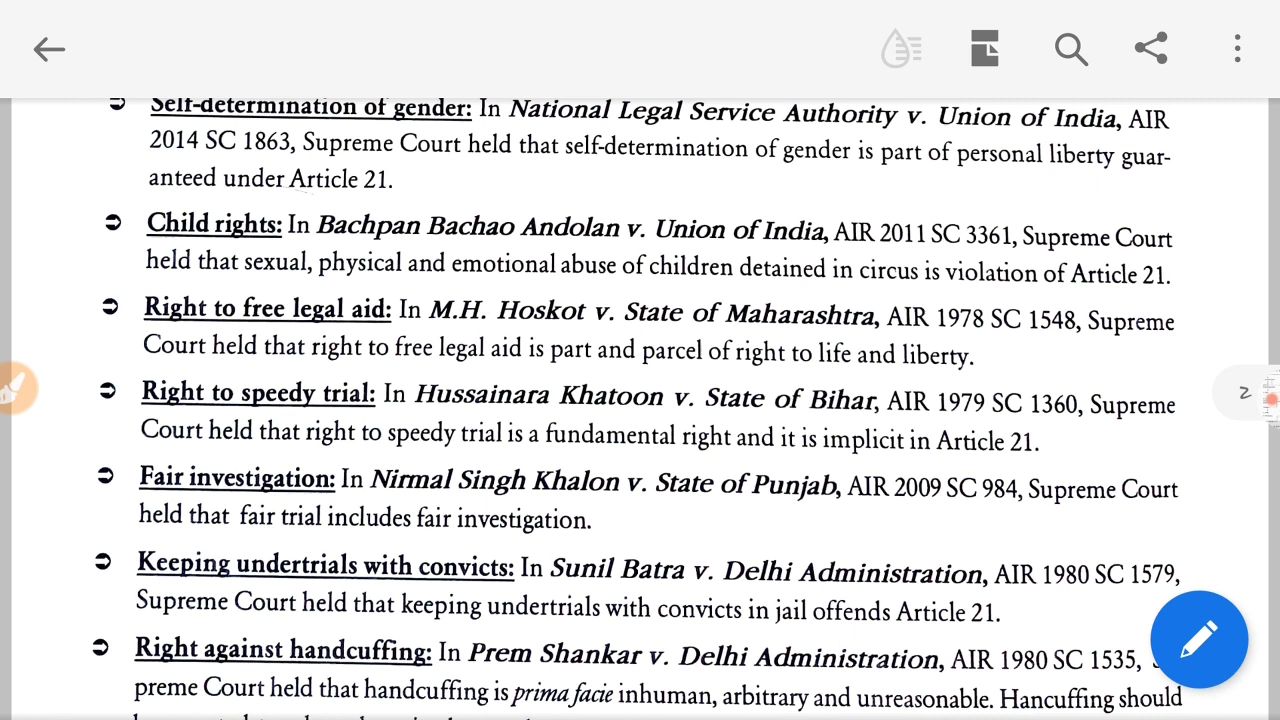 Self-determination of gender: In National Legal Service Authority v. Union of India, AIR
2014 SC 1863, Supreme Court held that self-determination of gender is part of personal liberty guar-
anteed under Article 21.
Child rights: In Bachpan Bachao Andolan v. Union of India, AIR 2011 SC 3361, Supreme Court
held that sexual, physical and emotional abuse of children detained in circus is violation of Article 21.
Right to free legal aid: In M.H. Hoskot v. State of Maharashtra, AIR 1978 SC 1548, Supreme
Court held that right to free legal aid is part and parcel of right to life and liberty.
Right to speedy trial: In Hussainara Khatoon v. State of Bihar, AIR 1979 SC 1360, Supreme
2
Court held that right to speedy trial is a fundamental right and it is implicit in Article 21.
Fair investigation: In Nirmal Singh Khalon v. State of Punjab, AIR 2009 SC 984, Supreme Court
held that fair trial includes fair investigation.
Keeping undertrials with convicts: In Sunil Batra v. Delhi Administration, AIR 1980 SC 1579,
Supreme Court held that keeping undertrials with convicts in jail offends Article 21.
Right against handcuffing: In Prem Shankar v. Delhi Administration, AIR 1980 SC 1535,
preme Court held that handcuffing is prima facie inhuman, arbitrary and unreasonable. Hancuffing should